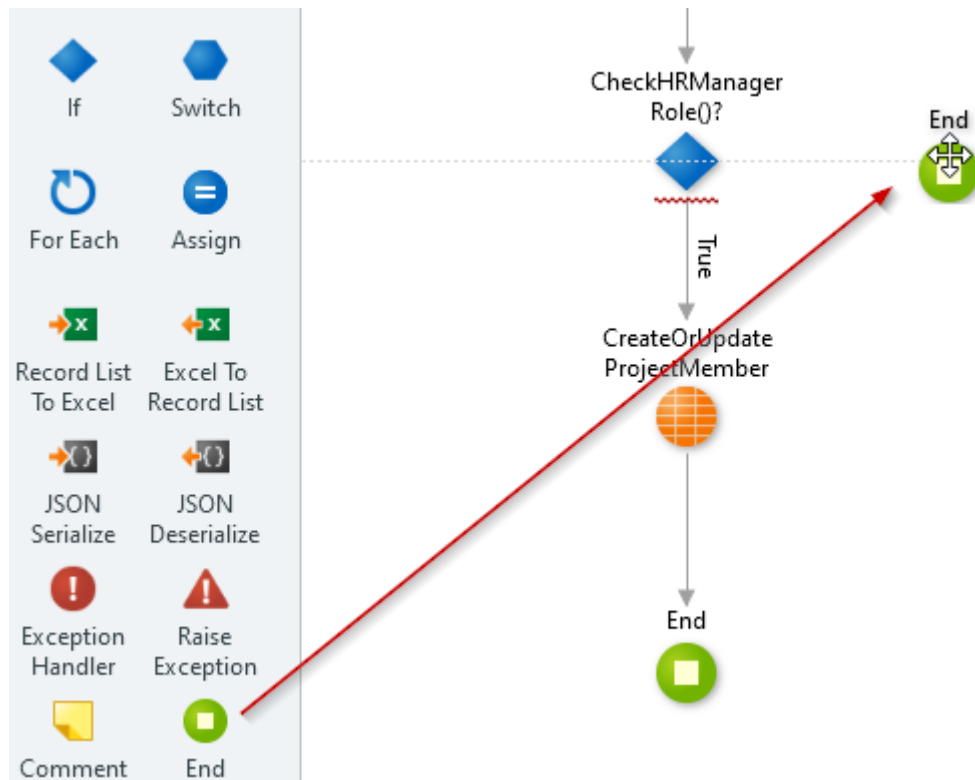 If
Switch
For Each
Assign
Record List
To Excel
Excel To
Record List
JSON
Serialize
JSON
Deserialize
Exception
Handler
Raise
Exception
Comment
End
CheckHRManager
Role()?
End
True
CreateOrUpdate
ProjectMember
End